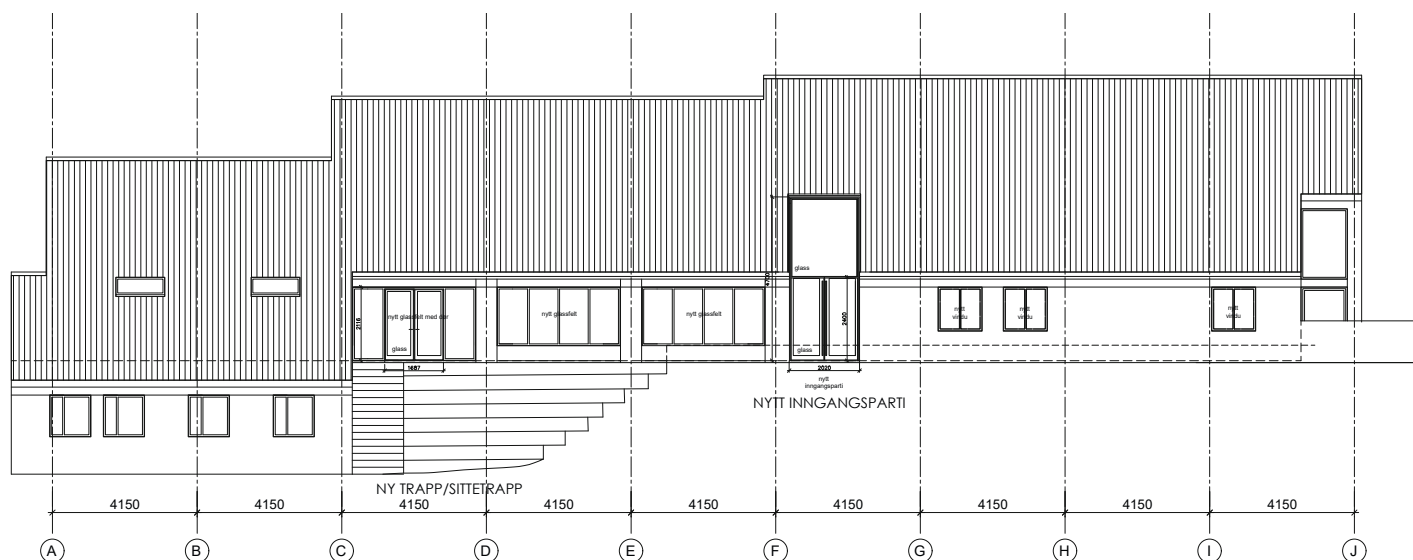 glass
4700
2400
nytt glassfelt med dør
nytt glassfelt
nytt glassfelt
nytt
vindu
nytt
vindu
nytt
vindu
2116
glass
glass
1687
2020
nytt
inngangsparti
NYTT INNGANGSPARTI
NY TRAPP/SITTETRAPP
4150
4150
4150
4150
4150
4150
4150
4150
4150
A
B
C
D
E
F
G
H
I
J